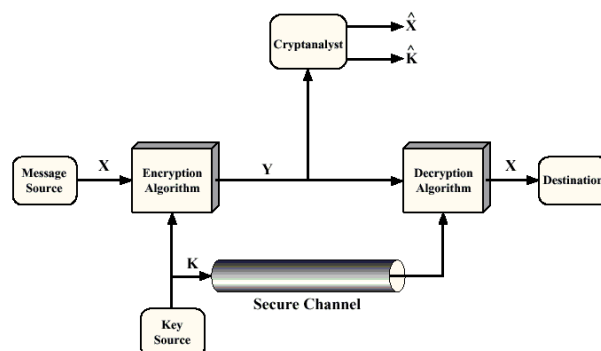 X̂
Cryptanalyst
K̂
Message
Source
X
Encryption
Algorithm
Y
Decryption
Algorithm
X
Destination
K
Secure Channel
Key
Source